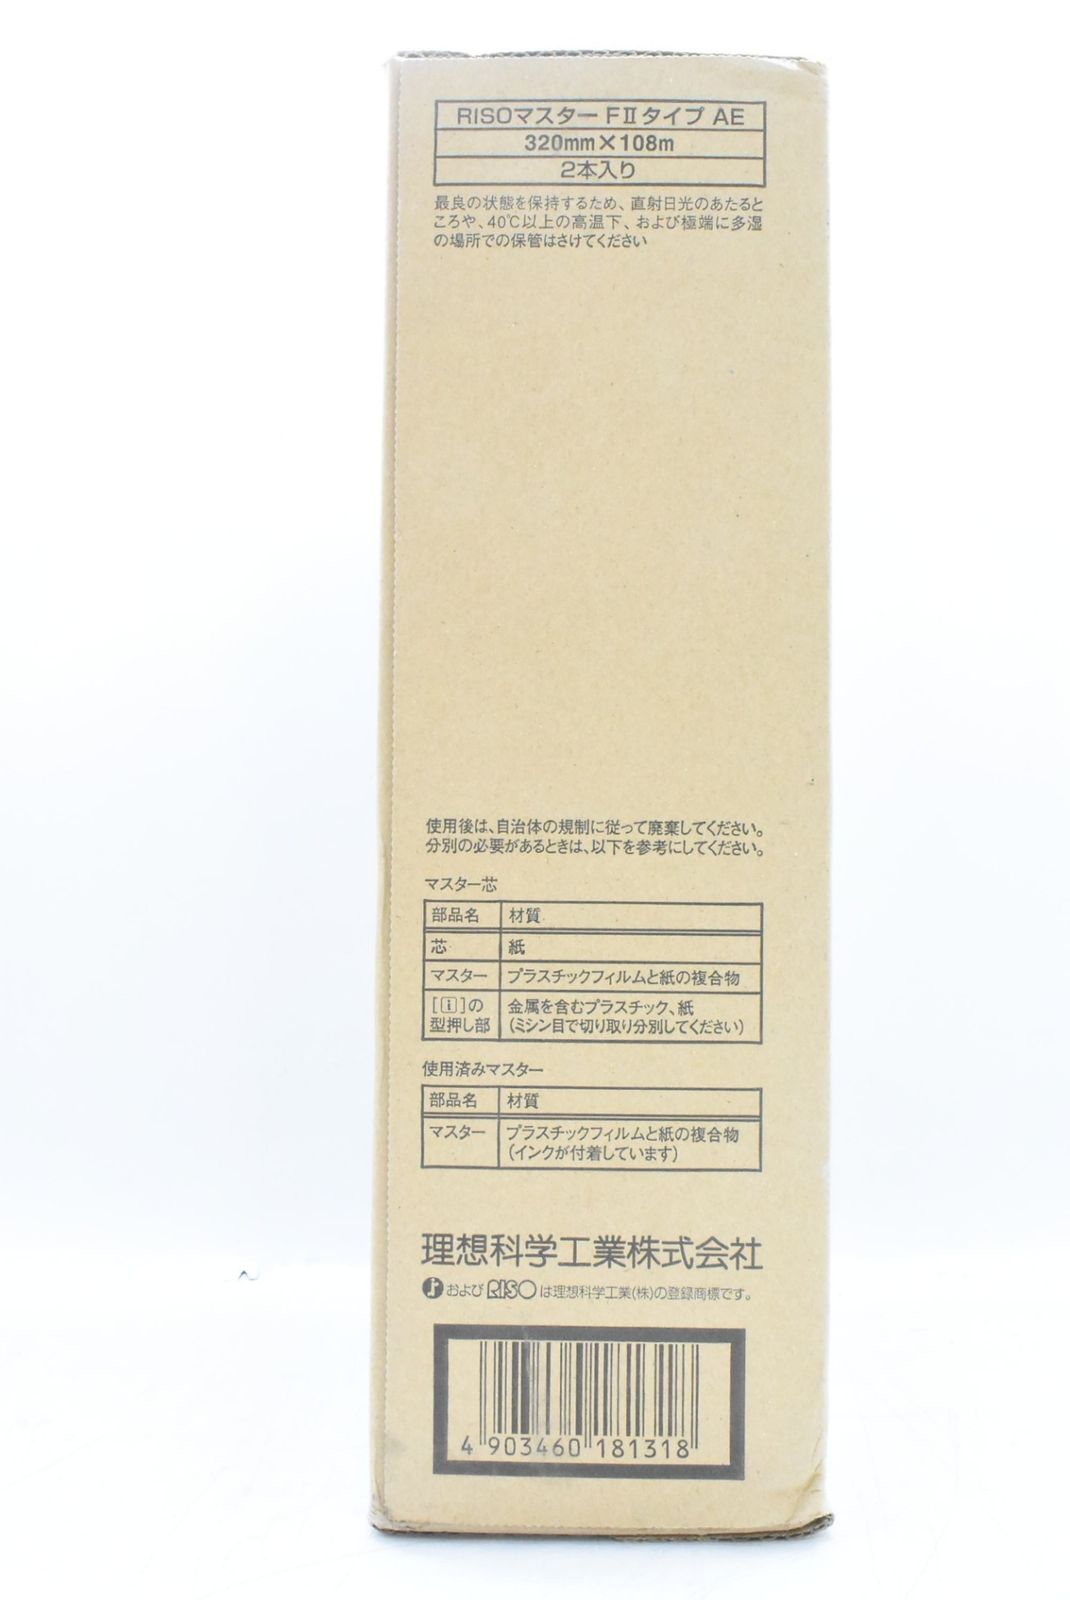 RISOマスター FⅡタイプ AE
320mm×108m
2本入り
最良の状態を保持するため、直射日光のあたると
ころや、40℃以上の高温下、および極端に多湿
の場所での保管はさけてください
使用後は、自治体の規制に従って廃棄してください。
分別の必要があるときは、以下を参考にしてください。
マスター芯
部品名 材質
芯 紙
マスター プラスチックフィルムと紙の複合物
[i]の 金属を含むプラスチック、紙
型押し部 (ミシン目で切り取り分別してください)
使用済みマスター
部品名 材質
マスター プラスチックフィルムと紙の複合物
(インクが付着しています)
理想科学工業株式会社
および RISO は理想科学工業(株)の登録商標です。
4 903460 181318